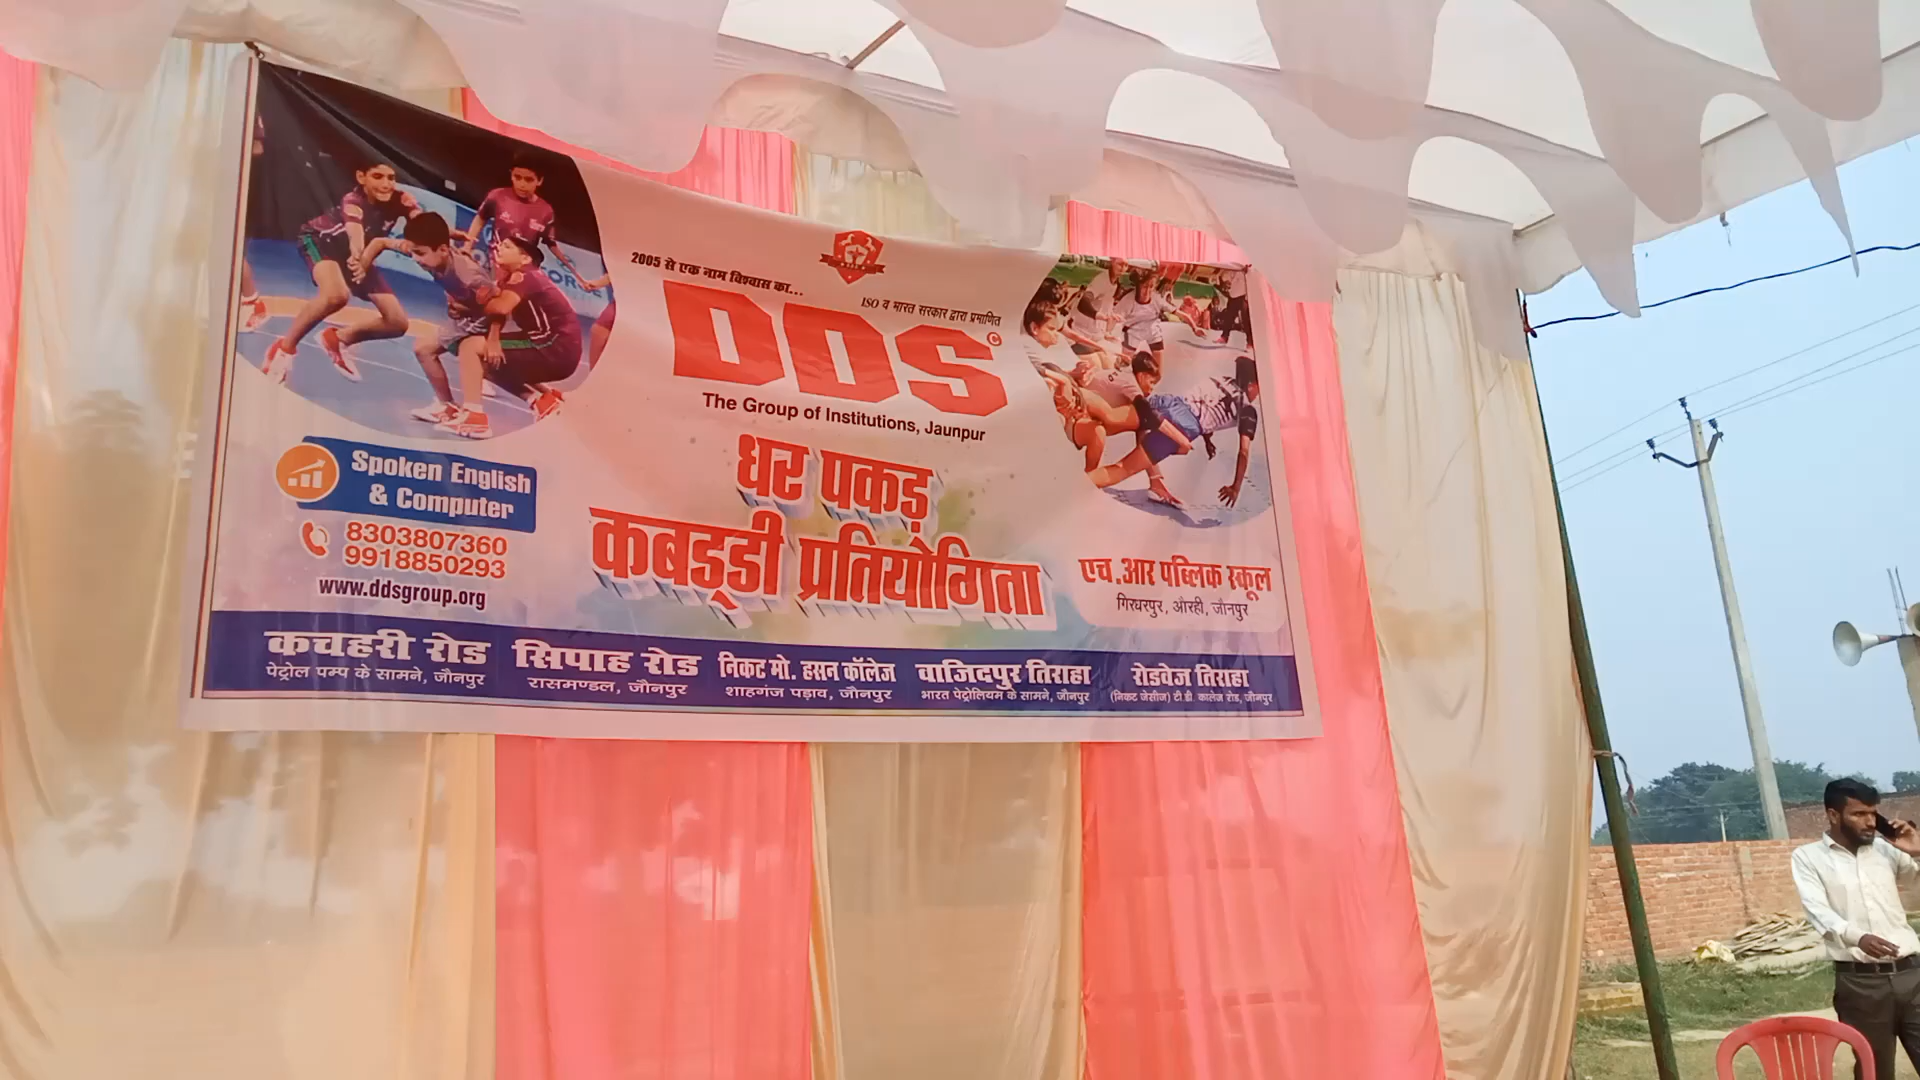 2005 से एक नाम विश्वास का...
ISO व भारत सरकार द्वारा प्रमाणित
DDS
©
The Group of Institutions, Jaunpur
धर पकड़
कबड्डी प्रतियोगिता
Spoken English
& Computer
8303807360
9918850293
www.ddsgroup.org
एच.आर पब्लिक स्कूल
गिरधरपुर, औरही, जौनपुर
कचहरी रोड
पेट्रोल पम्प के सामने, जौनपुर
सिपाह रोड
रासमण्डल, जौनपुर
निकट मो. हसन कॉलेज
शाहगंज पड़ाव, जौनपुर
वाजिदपुर तिराहा
भारत पेट्रोलियम के सामने, जौनपुर
रोडवेज तिराहा
(निकट जेसीज) टी.डी. कालेज रोड, जौनपुर